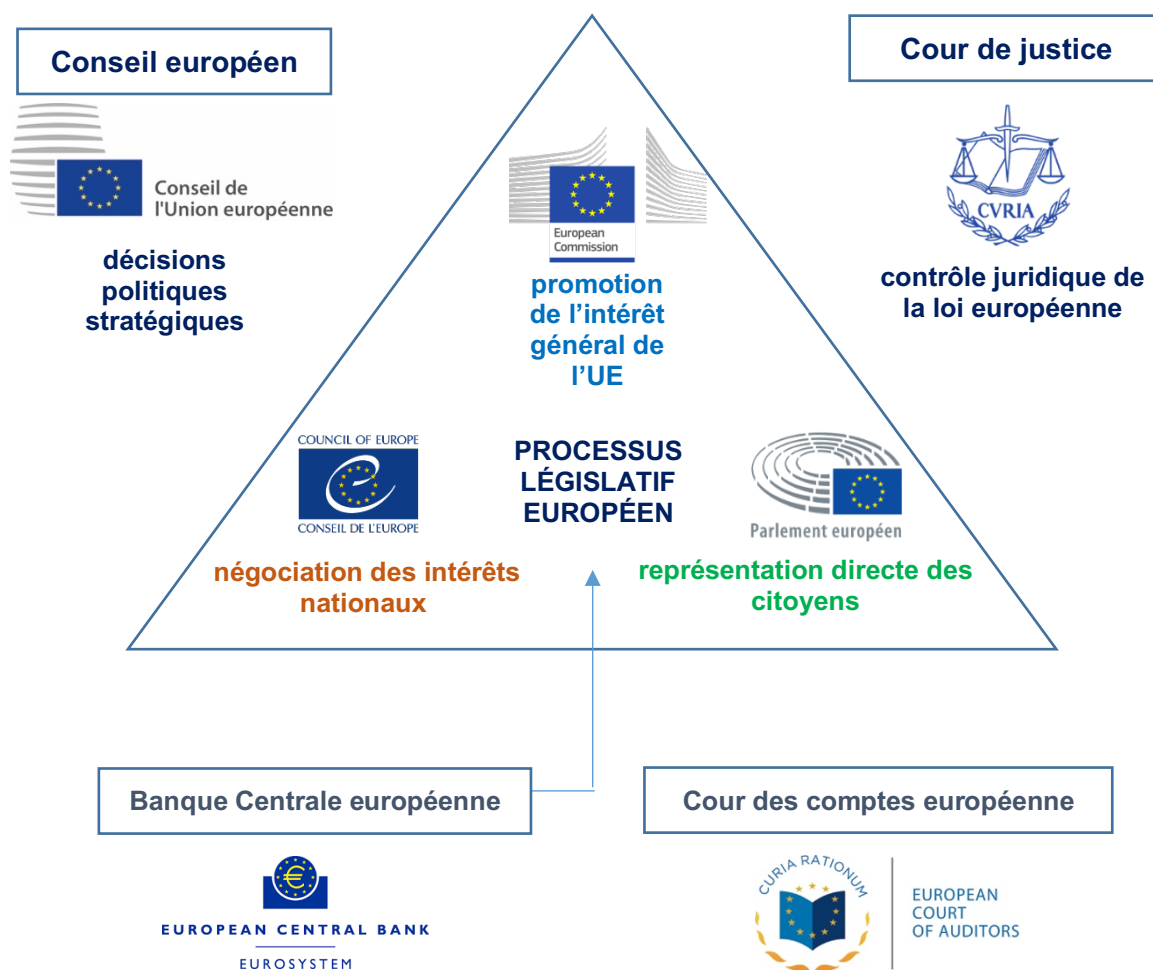 Conseil européen
Conseil de
l'Union européenne
décisions
politiques
stratégiques
Cour de justice
CVRIA
contrôle juridique de
la loi européenne
European
Commission
promotion
de l’intérêt
général de
l’UE
COUNCIL OF EUROPE
CONSEIL DE L'EUROPE
négociation des intérêts
nationaux
PROCESSUS
LÉGISLATIF
EUROPÉEN
Parlement européen
représentation directe des
citoyens
Banque Centrale européenne
€
EUROPEAN CENTRAL BANK
EUROSYSTEM
Cour des comptes européenne
CURIA RATIONUM
EUROPEAN
COURT
OF AUDITORS